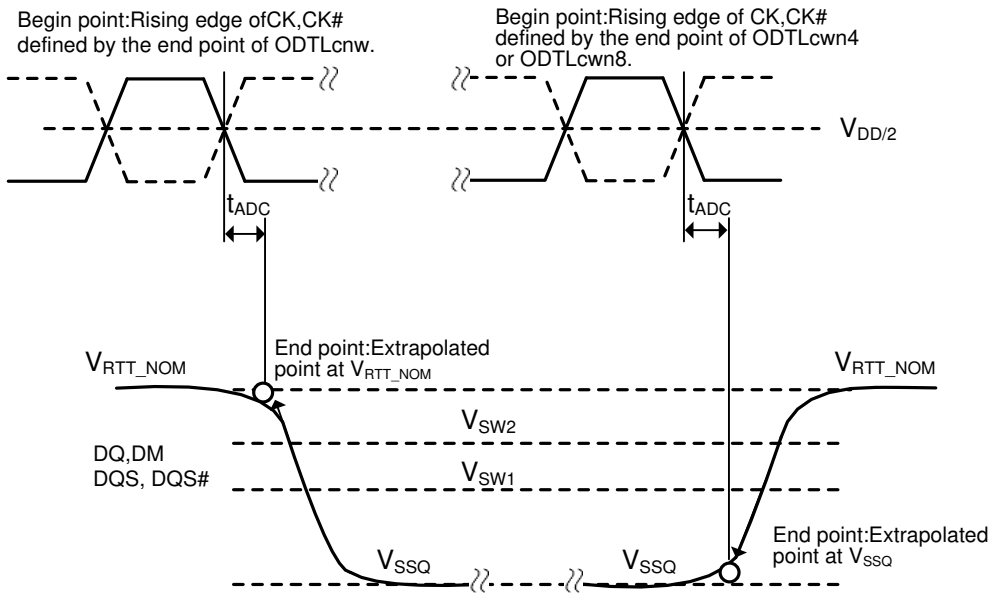 Begin point:Rising edge ofCK,CK#
defined by the end point of ODTLcnw.
Begin point:Rising edge of CK,CK#
defined by the end point of ODTLcwn4
or ODTLcwn8.
VDD/2
tADC
tADC
End point:Extrapolated
point at VRTT_NOM
VRTT_NOM
VRTT_NOM
VSW2
DQ,DM
DQS, DQS#
VSW1
End point:Extrapolated
point at VSSQ
VSSQ
VSSQ